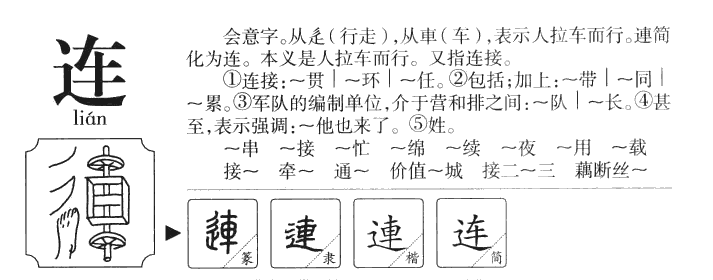 连
lián
会意字。从辵(行走),从車(车),表示人拉车而行。連简
化为连。本义是人拉车而行。又指连接。
①连接:～贯｜～环｜～任。②包括;加上:～带｜～同｜
～累。③军队的编制单位,介于营和排之间:～队｜～长。④甚
至,表示强调:～他也来了。⑤姓。
～串 ～接 ～忙 ～绵 ～续 ～夜 ～用 ～载
接～ 牵～ 通～ 价值～城 接二～三 藕断丝～
連 篆 連 隶 連 楷 连 简